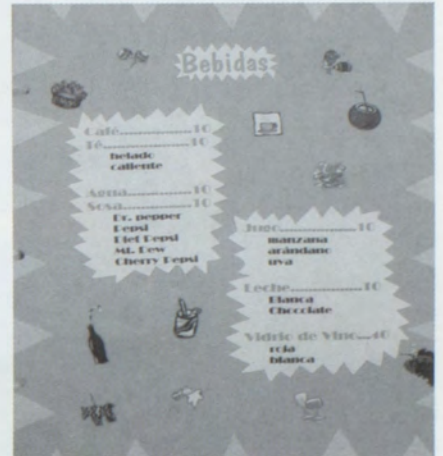 Bebidas
Café....................10
Té........................10
helado
caliente
Agua..................10
Sosa...................10
Dr. pepper
Pepsi
Diet Pepsi
Mt. Dew
Cherry Pepsi
Jugo....................10
manzana
arándano
uva
Leche..................10
Blanca
Chocolate
Vidrio de Vino...40
roja
blanca